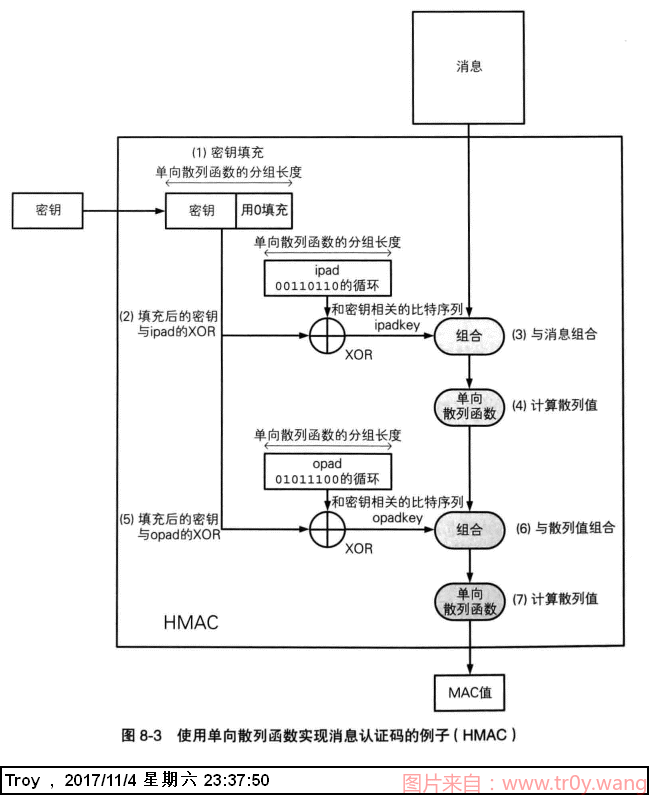 消息
(1) 密钥填充
单向散列函数的分组长度
密钥
密钥
用0填充
单向散列函数的分组长度
ipad
00110110的循环
(2) 填充后的密钥
与ipad的XOR
和密钥相关的比特序列
ipadkey
XOR
组合
(3) 与消息组合
单向
散列函数
(4) 计算散列值
单向散列函数的分组长度
opad
01011100的循环
(5) 填充后的密钥
与opad的XOR
和密钥相关的比特序列
opadkey
XOR
组合
(6) 与散列值组合
单向
散列函数
(7) 计算散列值
HMAC
MAC值
图 8-3 使用单向散列函数实现消息认证码的例子（HMAC）
Troy , 2017/11/4 星期六 23:37:50
图片来自：www.tr0y.wang